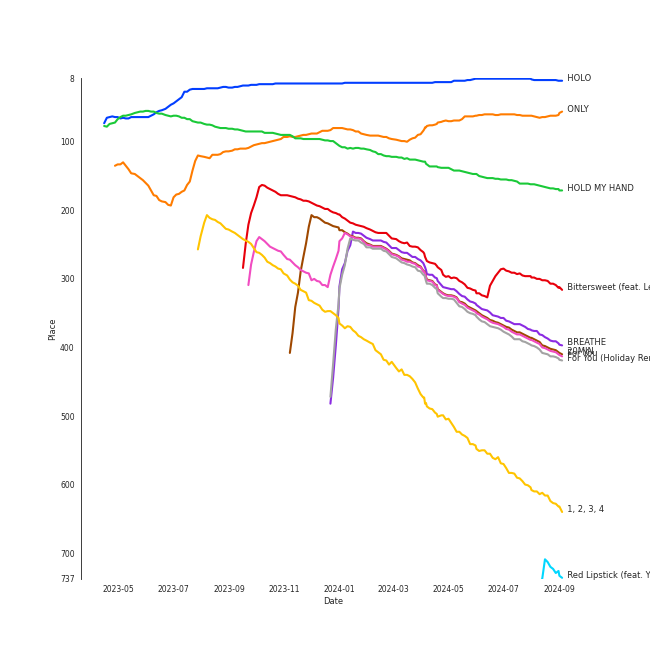 8
100
200
300
400
500
600
700
737
Place
HOLO
ONLY
HOLD MY HAND
Bittersweet (feat. Le
BREATHE
For You (Holiday Rem
1, 2, 3, 4
Red Lipstick (feat. Y
2023-05
2023-07
2023-09
2023-11
2024-01
2024-03
2024-05
2024-07
2024-09
Date